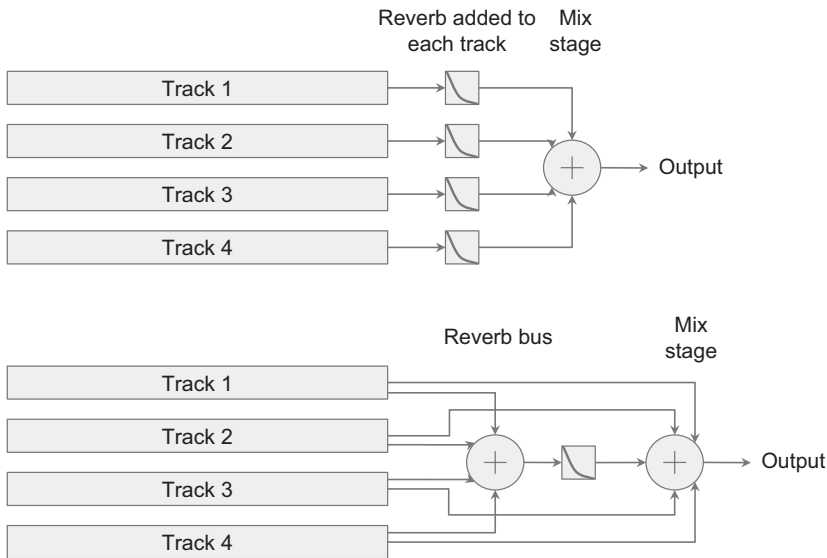 Reverb added to
each track
Mix
stage
Track 1
Track 2
Track 3
Track 4
+
Output
Reverb bus
Mix
stage
Track 1
Track 2
Track 3
Track 4
+
+
Output